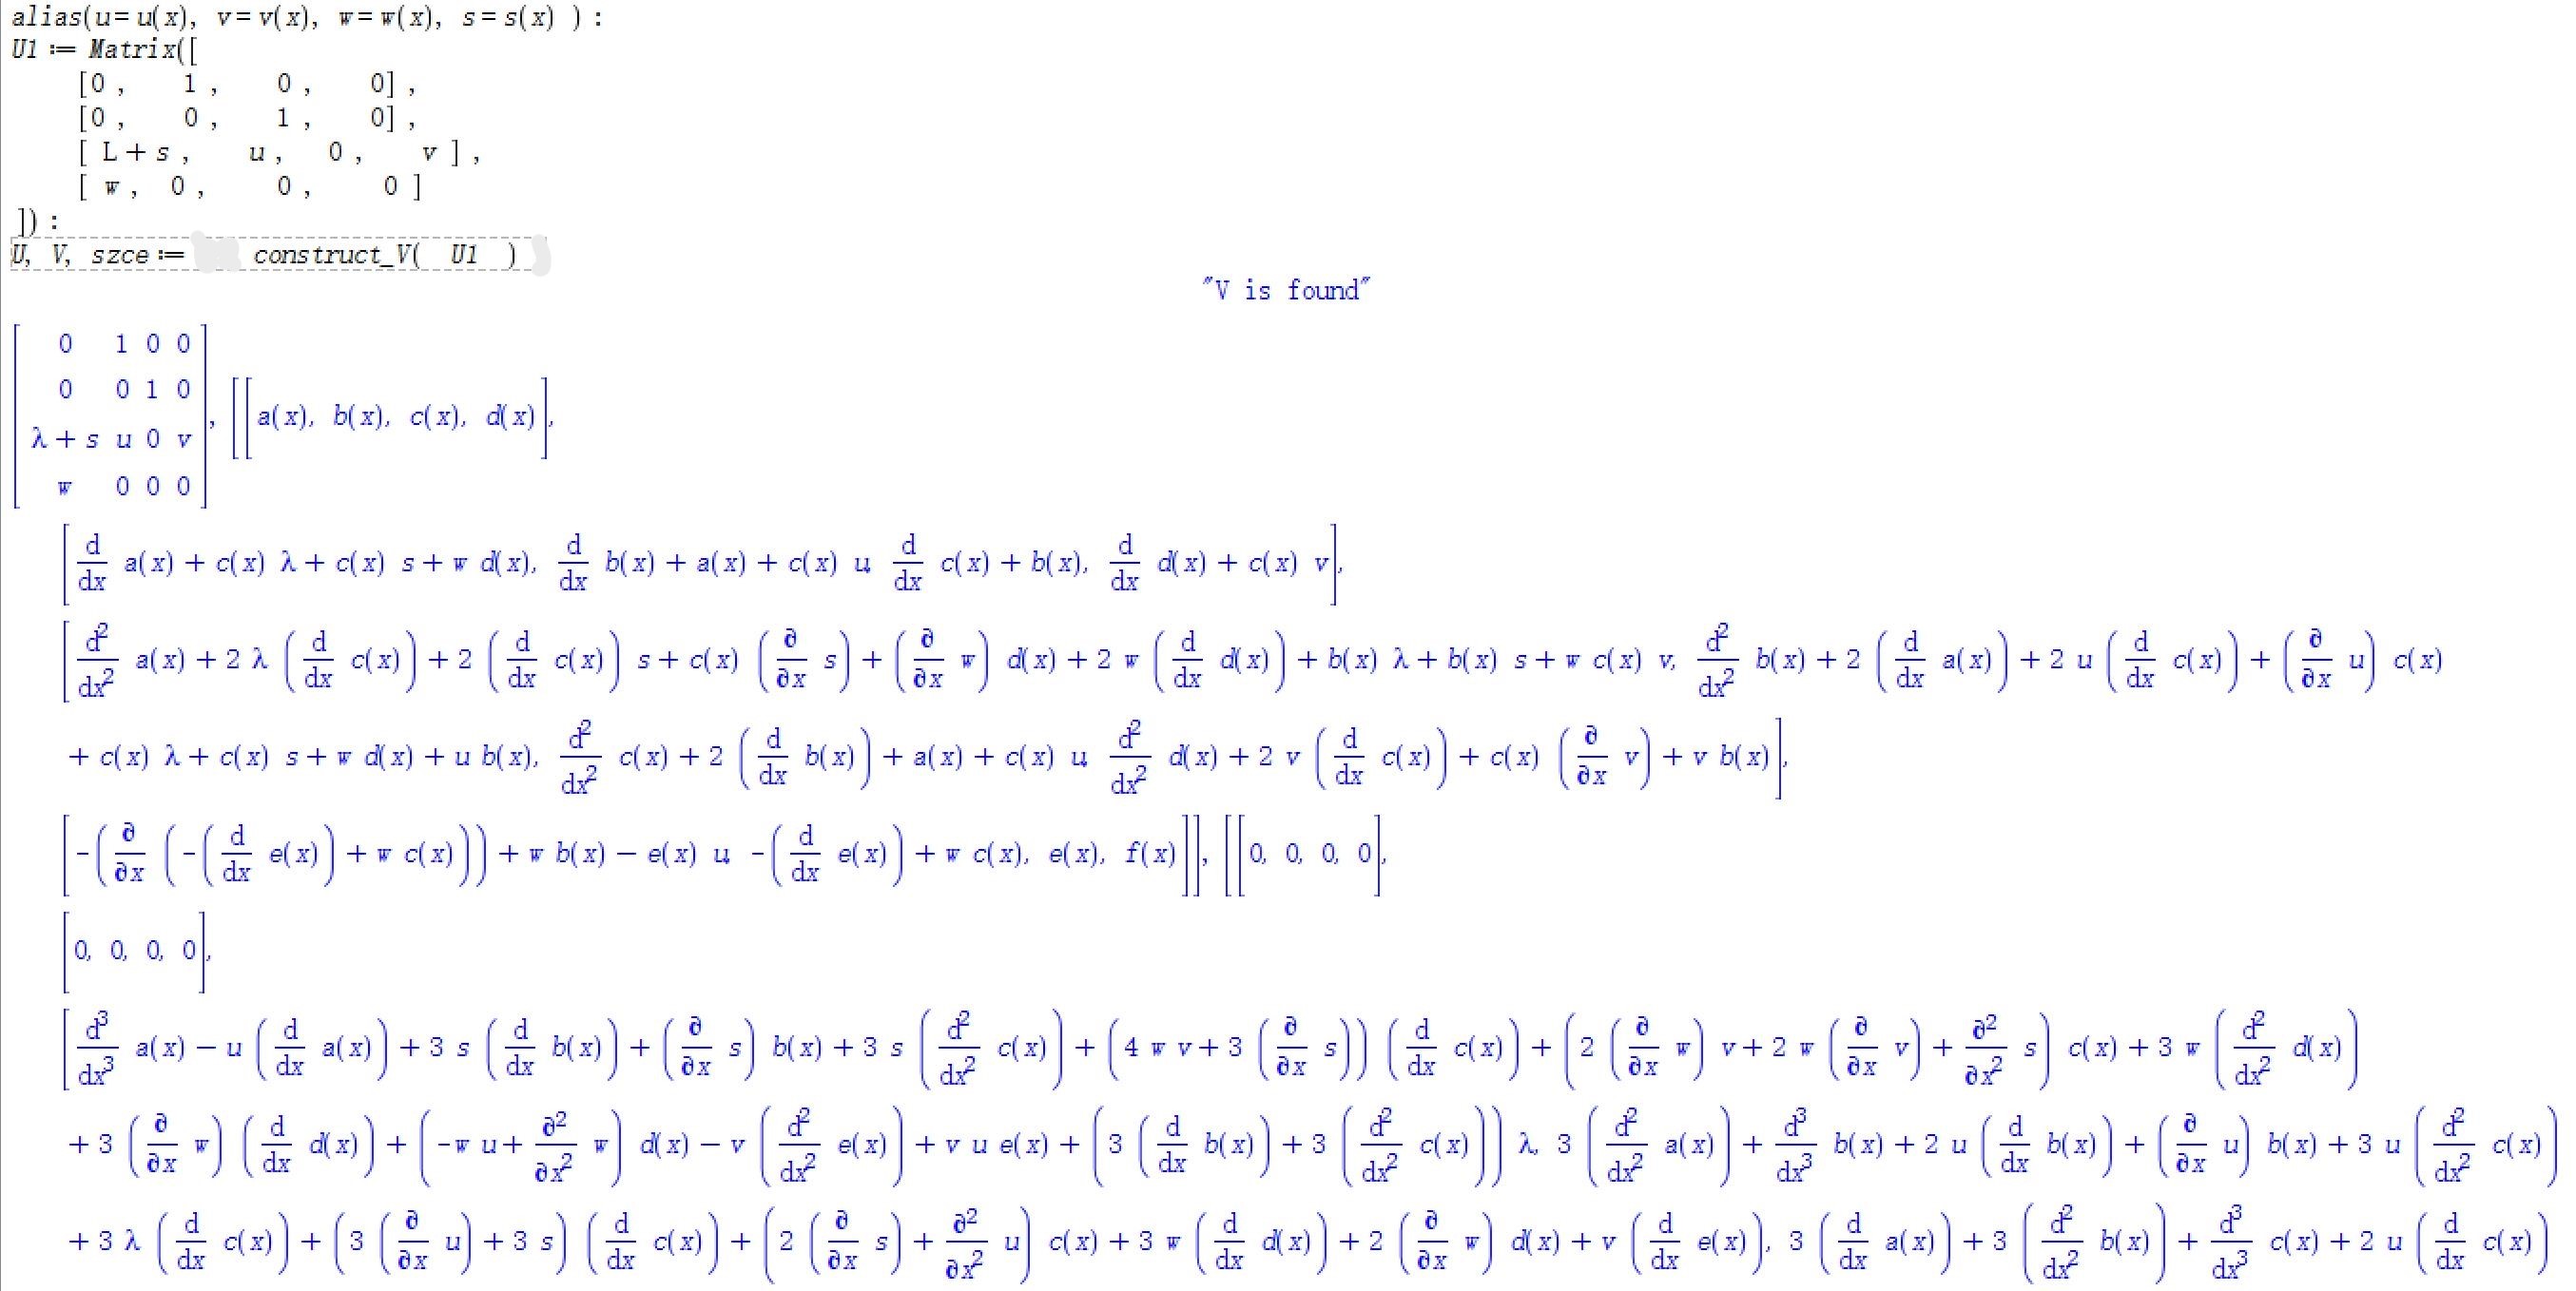 alias(u= u(x), v= v(x), w= w(x), s= s(x) ) :
U1 := Matrix([
[0 , 1 , 0 , 0] ,
[0 , 0 , 1 , 0] ,
[ L+ s , u , 0 , v ] ,
[ w , 0 , 0 , 0 ]
]) :
U, V, szce := construct_V( U1 )
"V is found"
[0 1 0 0; 0 0 1 0; λ + s u 0 v; w 0 0 0], [[a(x), b(x), c(x), d(x)],
[d/dx a(x) + c(x) λ + c(x) s + w d(x), d/dx b(x) + a(x) + c(x) u, d/dx c(x) + b(x), d/dx d(x) + c(x) v],
[d²/dx² a(x) + 2 λ (d/dx c(x)) + 2 (d/dx c(x)) s + c(x) (∂/∂x s) + (∂/∂x w) d(x) + 2 w (d/dx d(x)) + b(x) λ + b(x) s + w c(x) v, d²/dx² b(x) + 2 (d/dx a(x)) + 2 u (d/dx c(x)) + (∂/∂x u) c(x)
+ c(x) λ + c(x) s + w d(x) + u b(x), d²/dx² c(x) + 2 (d/dx b(x)) + a(x) + c(x) u, d²/dx² d(x) + 2 v (d/dx c(x)) + c(x) (∂/∂x v) + v b(x)],
[-(∂/∂x (-(d/dx e(x)) + w c(x))) + w b(x) − e(x) u, -(d/dx e(x)) + w c(x), e(x), f(x)]], [[0, 0, 0, 0],
[0, 0, 0, 0],
[d³/dx³ a(x) − u (d/dx a(x)) + 3 s (d/dx b(x)) + (∂/∂x s) b(x) + 3 s (d²/dx² c(x)) + (4 w v + 3 (∂/∂x s)) (d/dx c(x)) + (2 (∂/∂x w) v + 2 w (∂/∂x v) + ∂²/∂x² s) c(x) + 3 w (d²/dx² d(x))
+ 3 (∂/∂x w) (d/dx d(x)) + (-w u + ∂²/∂x² w) d(x) − v (d²/dx² e(x)) + v u e(x) + (3 (d/dx b(x)) + 3 (d²/dx² c(x))) λ, 3 (d²/dx² a(x)) + d³/dx³ b(x) + 2 u (d/dx b(x)) + (∂/∂x u) b(x) + 3 u (d²/dx² c(x))
+ 3 λ (d/dx c(x)) + (3 (∂/∂x u) + 3 s) (d/dx c(x)) + (2 (∂/∂x s) + ∂²/∂x² u) c(x) + 3 w (d/dx d(x)) + 2 (∂/∂x w) d(x) + v (d/dx e(x)), 3 (d/dx a(x)) + 3 (d²/dx² b(x)) + d³/dx³ c(x) + 2 u (d/dx c(x))